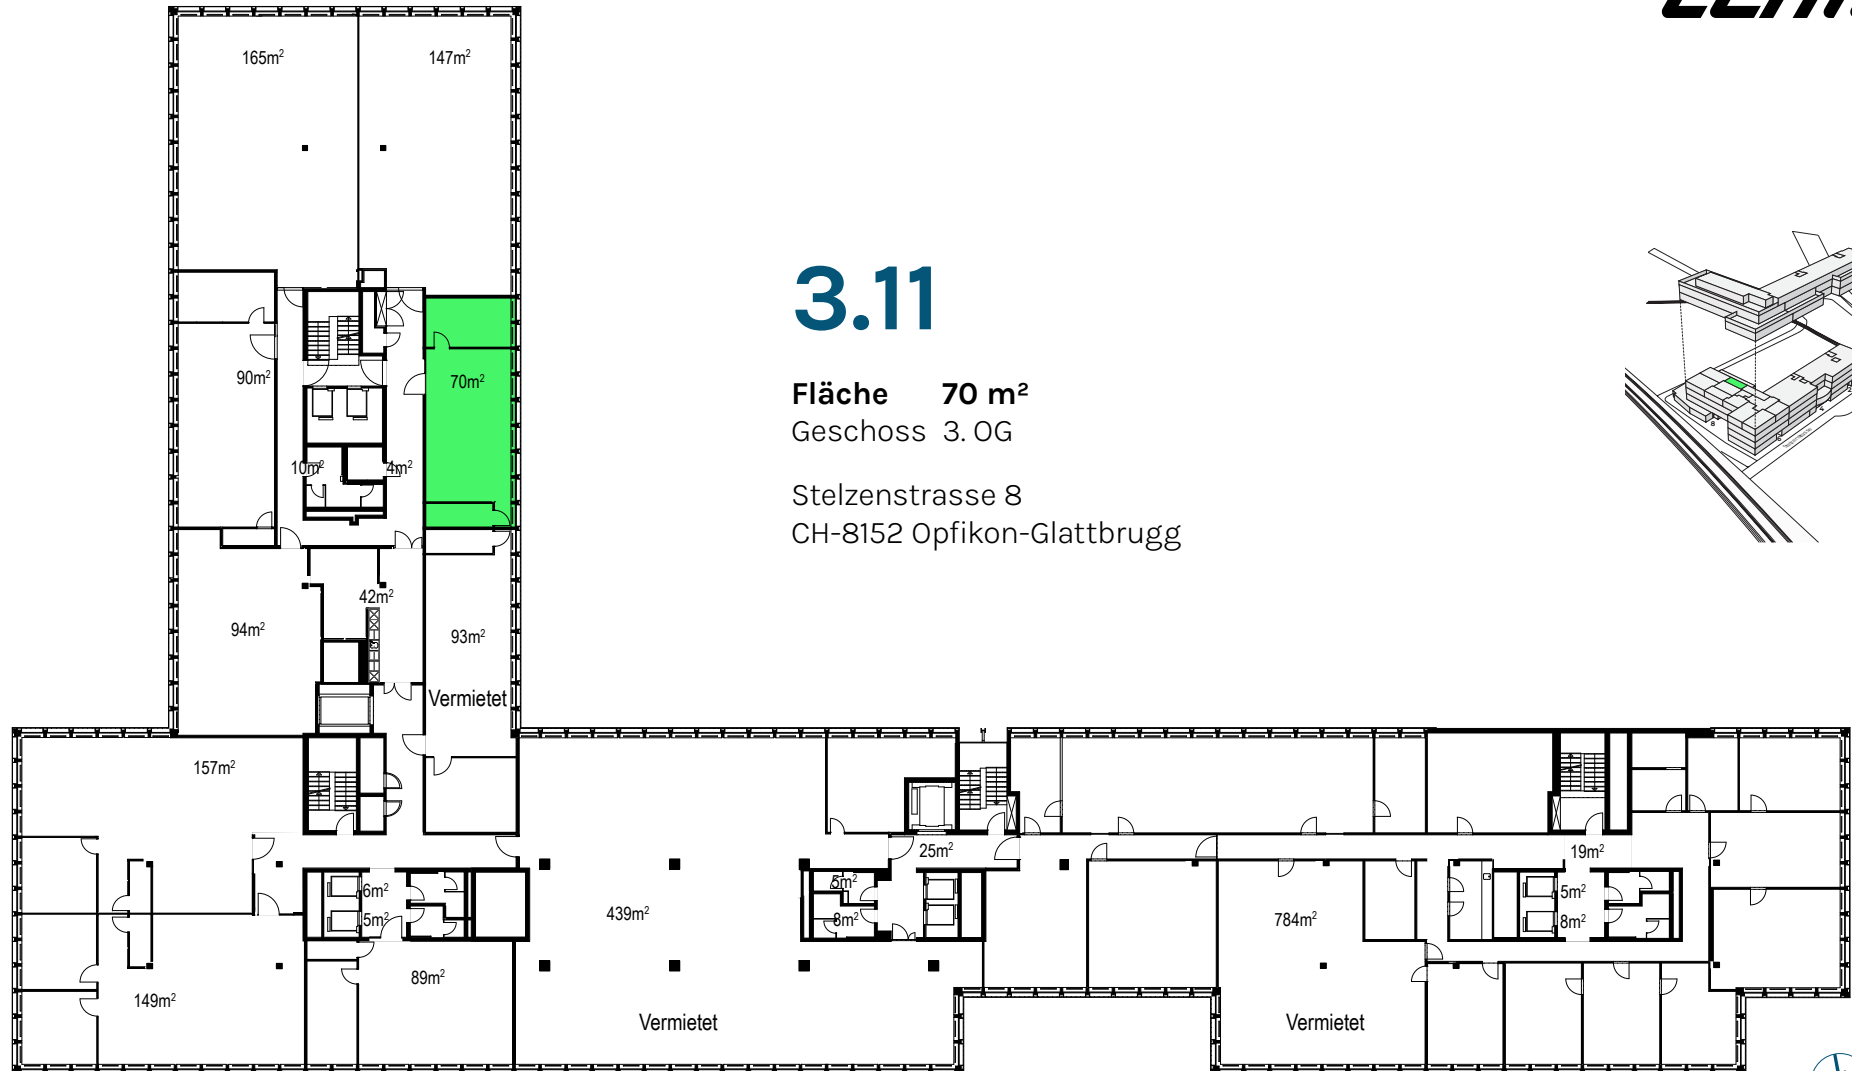 165m²
147m²
3.11
90m²
70m²
Fläche 70 m²
Geschoss 3. OG
10m²
4m²
Stelzenstrasse 8
CH-8152 Opfikon-Glattbrugg
42m²
94m²
93m²
Vermietet
157m²
25m²
19m²
6m²
5m²
5m²
8m²
439m²
784m²
5m²
8m²
89m²
149m²
Vermietet
Vermietet